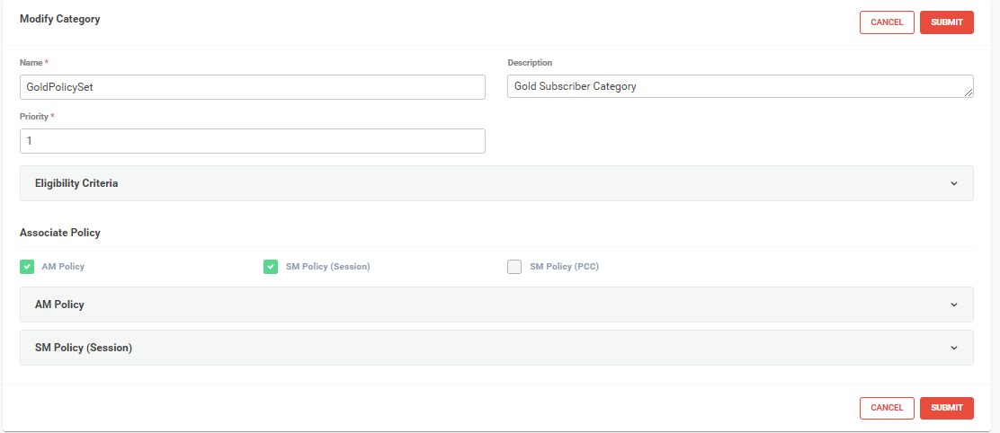 Modify Category
CANCEL SUBMIT
Name *
Description
GoldPolicySet
Gold Subscriber Category
Priority *
1
Eligibility Criteria
Associate Policy
AM Policy
SM Policy (Session)
SM Policy (PCC)
AM Policy
SM Policy (Session)
CANCEL SUBMIT